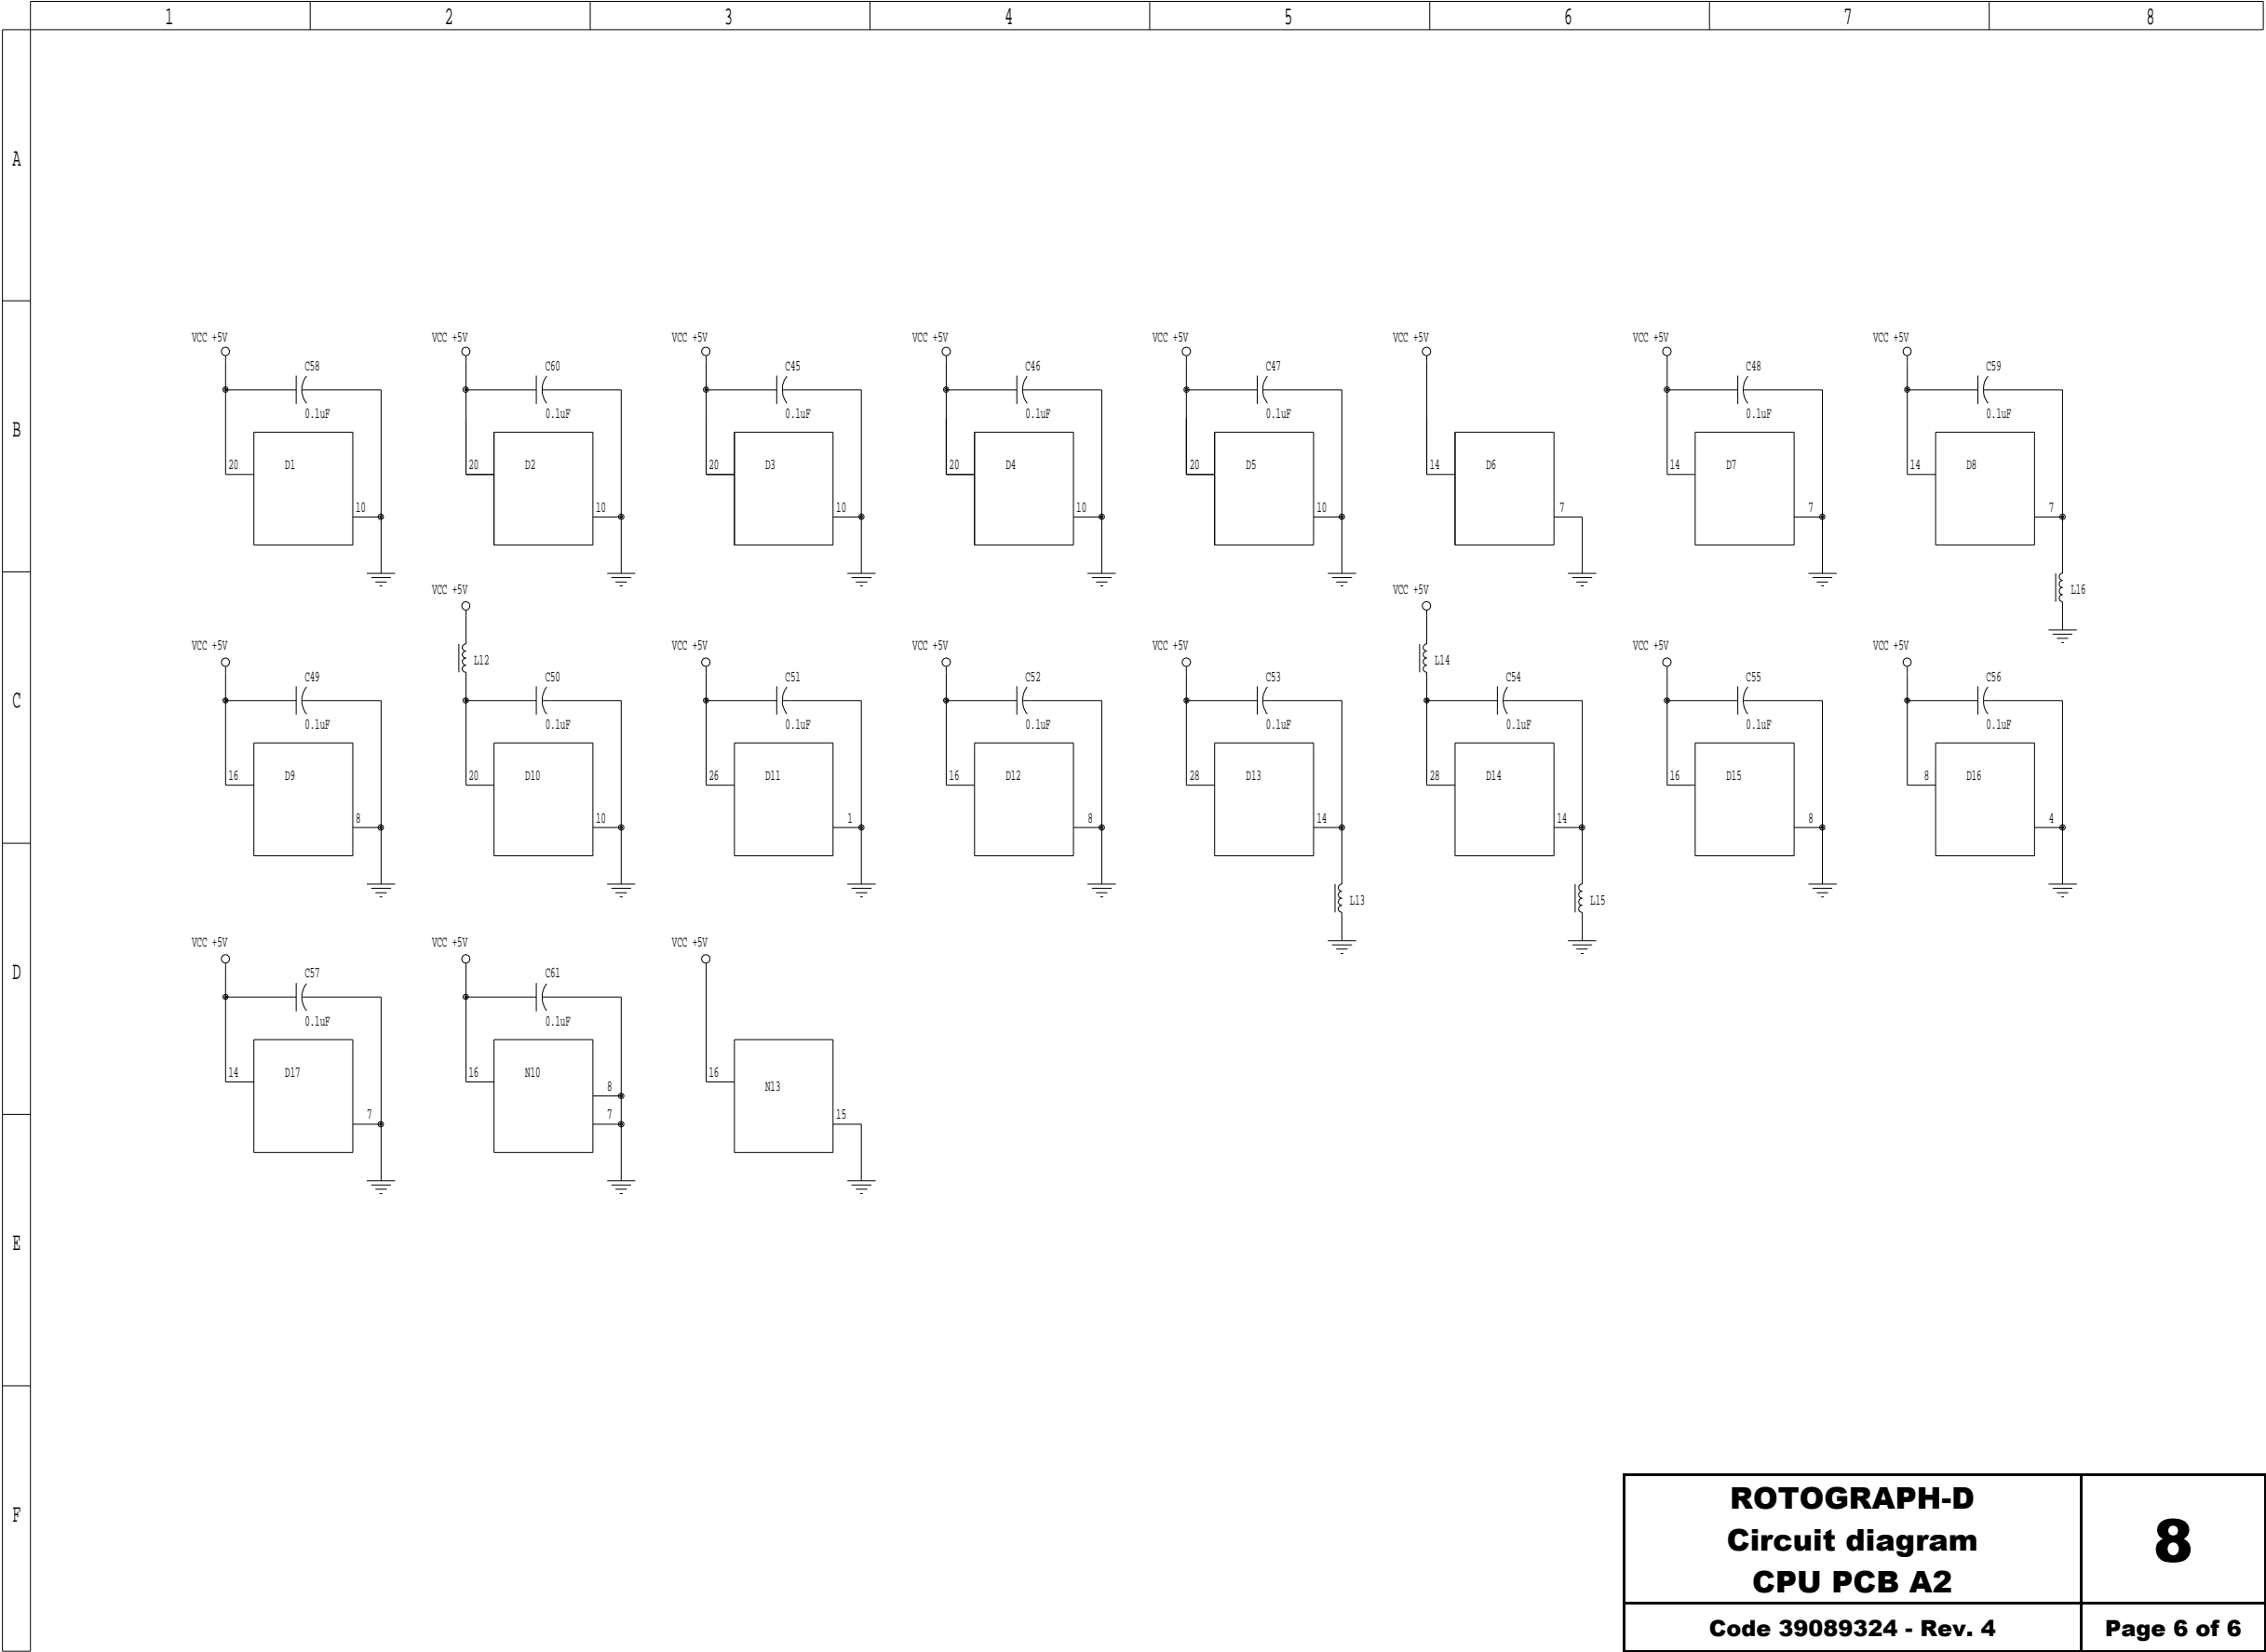 1 2 3 4 5 6 7 8
A
VCC +5V VCC +5V VCC +5V VCC +5V VCC +5V VCC +5V VCC +5V VCC +5V
C58 C60 C45 C46 C47 C48 C59
0.1uF 0.1uF 0.1uF 0.1uF 0.1uF 0.1uF 0.1uF
B
20 D1 20 D2 20 D3 20 D4 20 D5 14 D6 14 D7 14 D8
10 10 10 10 10 7 7 7
VCC +5V VCC +5V L16
VCC +5V L12 VCC +5V VCC +5V VCC +5V L14 VCC +5V VCC +5V
C49 C50 C51 C52 C53 C54 C55 C56
C
0.1uF 0.1uF 0.1uF 0.1uF 0.1uF 0.1uF 0.1uF 0.1uF
16 D9 20 D10 26 D11 16 D12 28 D13 28 D14 16 D15 8 D16
8 10 1 8 14 14 8 4
L13 L15
VCC +5V VCC +5V VCC +5V
D
C57 C61
0.1uF 0.1uF
14 D17 16 N10 16 N13
8
7 7 15
E
F
ROTOGRAPH-D
Circuit diagram
CPU PCB A2
8
Code 39089324 - Rev. 4
Page 6 of 6